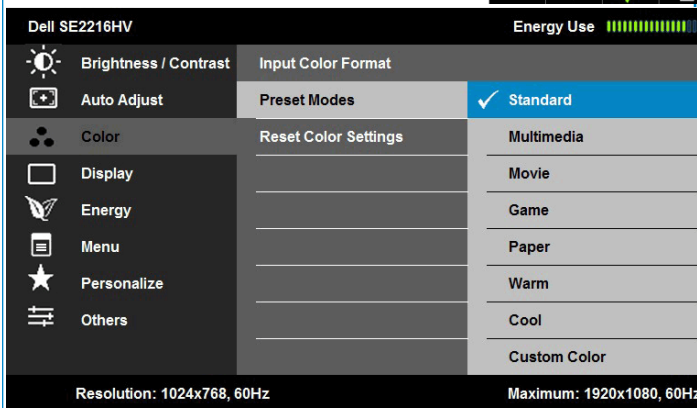 Dell SE2216HV Energy Use
Brightness / Contrast Input Color Format
Auto Adjust Preset Modes Standard
Color Reset Color Settings Multimedia
Display Movie
Energy Game
Menu Paper
Personalize Warm
Others Cool
Custom Color
Resolution: 1024x768, 60Hz Maximum: 1920x1080, 60Hz